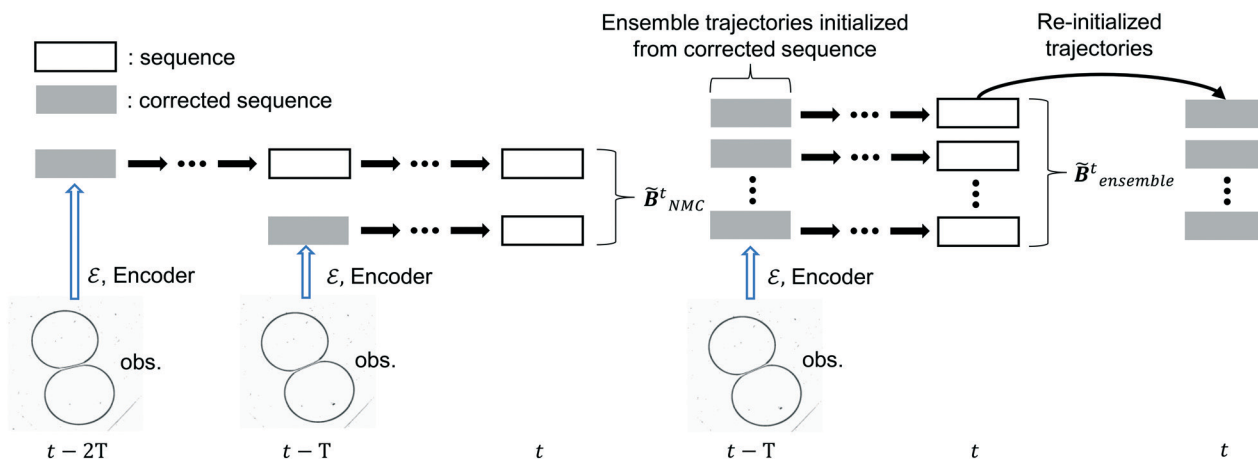 : sequence
: corrected sequence
ℰ, Encoder
ℰ, Encoder
obs.
obs.
B̃ᵗ_NMC
t − 2T
t − T
t
Ensemble trajectories initialized
from corrected sequence
Re-initialized
trajectories
B̃ᵗ_ensemble
ℰ, Encoder
obs.
t − T
t
t